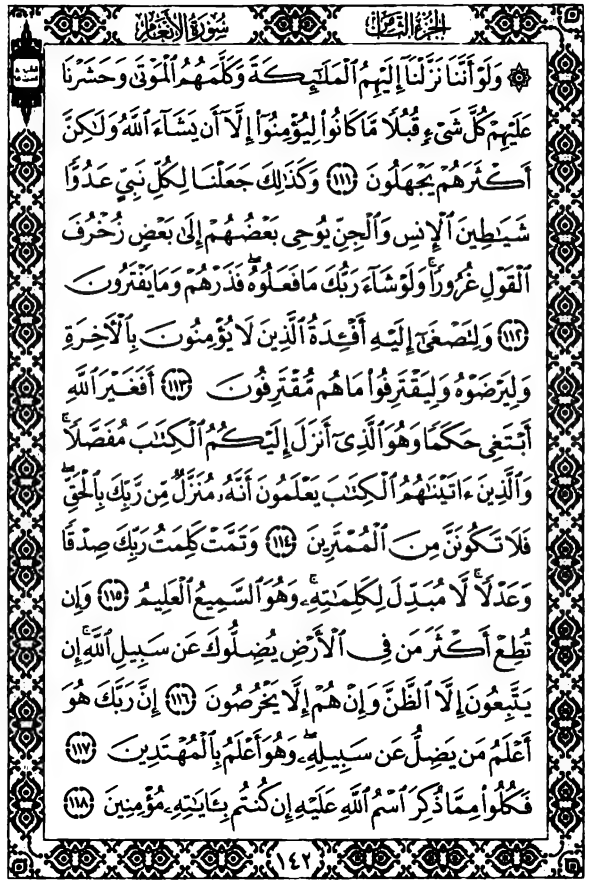 الجزء الثامن
سورة الأنعام
۞ وَلَوْ أَنَّنَا نَزَّلْنَآ إِلَيْهِمُ ٱلْمَلَٰٓئِكَةَ وَكَلَّمَهُمُ ٱلْمَوْتَىٰ وَحَشَرْنَا
عَلَيْهِمْ كُلَّ شَىْءٍ قُبُلًا مَّا كَانُوا۟ لِيُؤْمِنُوٓا۟ إِلَّآ أَن يَشَآءَ ٱللَّهُ وَلَٰكِنَّ
أَكْثَرَهُمْ يَجْهَلُونَ ﴿١١١﴾ وَكَذَٰلِكَ جَعَلْنَا لِكُلِّ نَبِىٍّ عَدُوًّا
شَيَٰطِينَ ٱلْإِنسِ وَٱلْجِنِّ يُوحِى بَعْضُهُمْ إِلَىٰ بَعْضٍ زُخْرُفَ
ٱلْقَوْلِ غُرُورًا ۚ وَلَوْ شَآءَ رَبُّكَ مَا فَعَلُوهُ ۖ فَذَرْهُمْ وَمَا يَفْتَرُونَ
﴿١١٢﴾ وَلِتَصْغَىٰٓ إِلَيْهِ أَفْـِٔدَةُ ٱلَّذِينَ لَا يُؤْمِنُونَ بِٱلْءَاخِرَةِ
وَلِيَرْضَوْهُ وَلِيَقْتَرِفُوا۟ مَا هُم مُّقْتَرِفُونَ ﴿١١٣﴾ أَفَغَيْرَ ٱللَّهِ
أَبْتَغِى حَكَمًا وَهُوَ ٱلَّذِىٓ أَنزَلَ إِلَيْكُمُ ٱلْكِتَٰبَ مُفَصَّلًا ۚ
وَٱلَّذِينَ ءَاتَيْنَٰهُمُ ٱلْكِتَٰبَ يَعْلَمُونَ أَنَّهُۥ مُنَزَّلٌ مِّن رَّبِّكَ بِٱلْحَقِّ ۖ
فَلَا تَكُونَنَّ مِنَ ٱلْمُمْتَرِينَ ﴿١١٤﴾ وَتَمَّتْ كَلِمَتُ رَبِّكَ صِدْقًا
وَعَدْلًا ۚ لَّا مُبَدِّلَ لِكَلِمَٰتِهِۦ ۚ وَهُوَ ٱلسَّمِيعُ ٱلْعَلِيمُ ﴿١١٥﴾ وَإِن
تُطِعْ أَكْثَرَ مَن فِى ٱلْأَرْضِ يُضِلُّوكَ عَن سَبِيلِ ٱللَّهِ ۚ إِن
يَتَّبِعُونَ إِلَّا ٱلظَّنَّ وَإِنْ هُمْ إِلَّا يَخْرُصُونَ ﴿١١٦﴾ إِنَّ رَبَّكَ هُوَ
أَعْلَمُ مَن يَضِلُّ عَن سَبِيلِهِۦ ۖ وَهُوَ أَعْلَمُ بِٱلْمُهْتَدِينَ ﴿١١٧﴾
فَكُلُوا۟ مِمَّا ذُكِرَ ٱسْمُ ٱللَّهِ عَلَيْهِ إِن كُنتُم بِـَٔايَٰتِهِۦ مُؤْمِنِينَ ﴿١١٨﴾
١٤٢